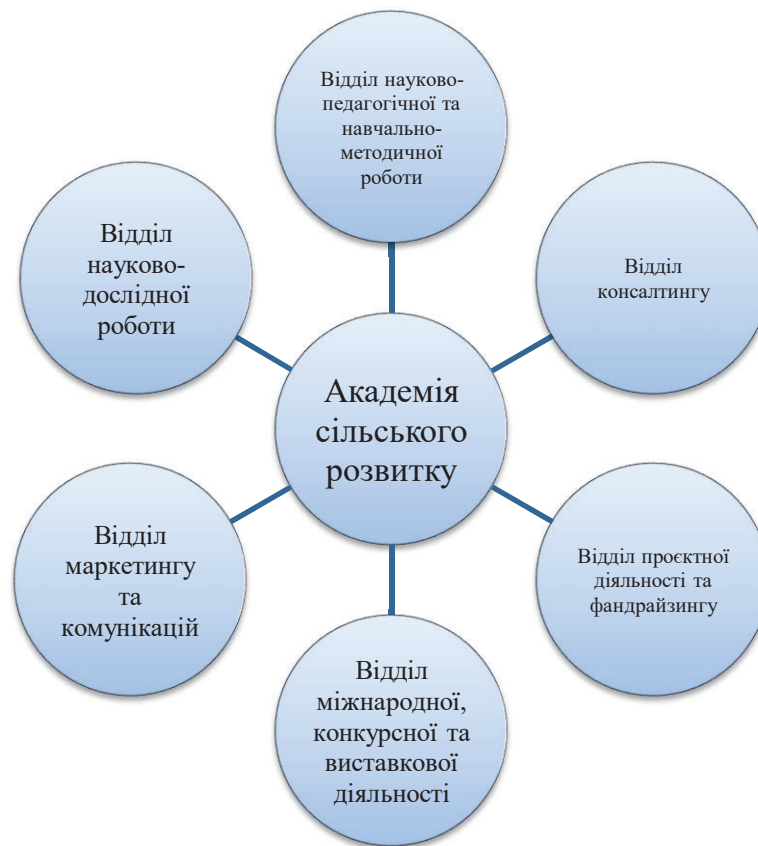 Відділ науково-
педагогічної та
навчально-
методичної
роботи
Відділ
науково-
дослідної
роботи
Відділ
консалтингу
Академія
сільського
розвитку
Відділ
маркетингу
та
комунікацій
Відділ проєктної
діяльності та
фандрайзингу
Відділ
міжнародної,
конкурсної та
виставкової
діяльності